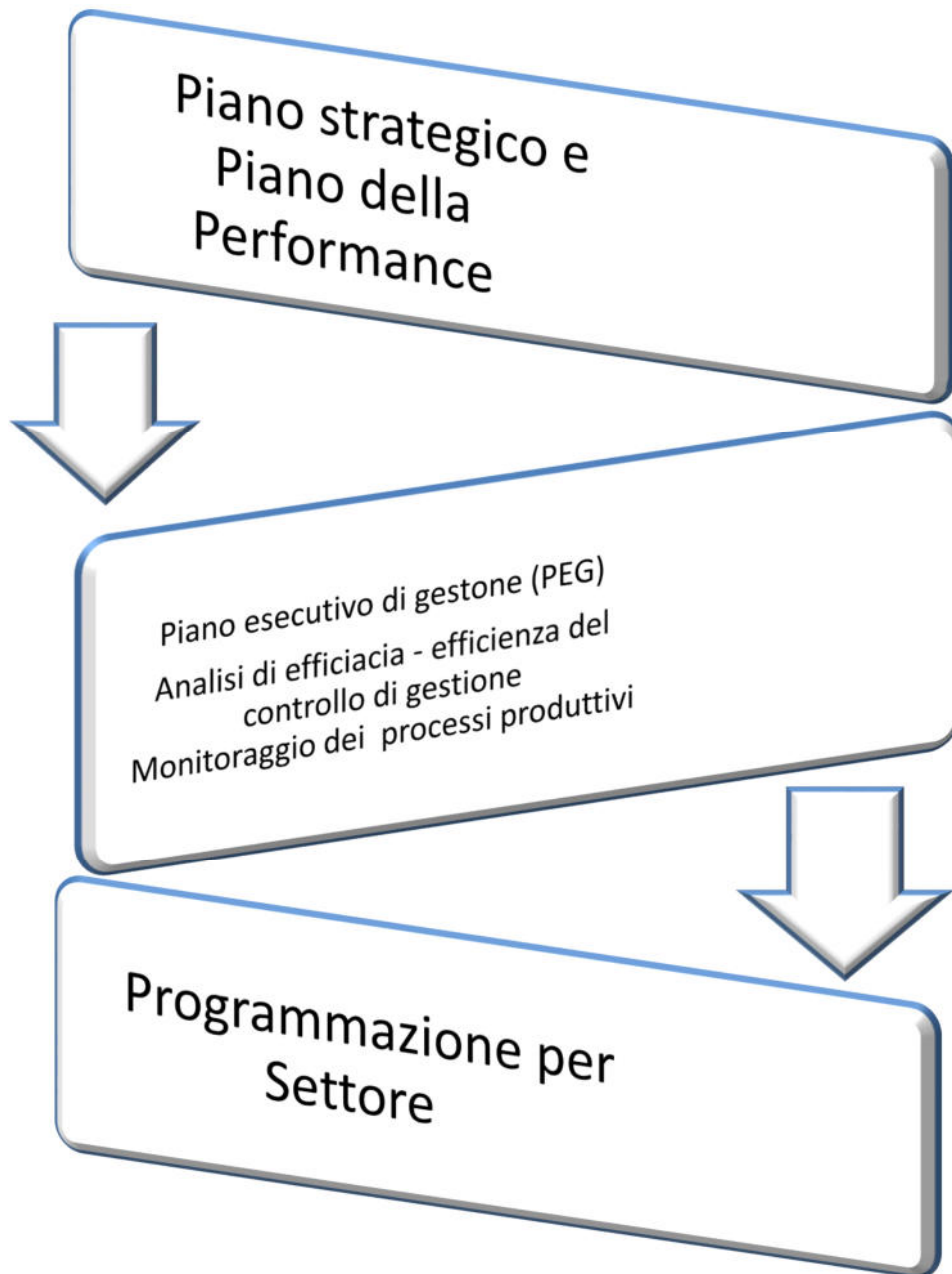 Piano strategico e
Piano della
Performance
Piano esecutivo di gestone (PEG)
Analisi di efficiacia - efficienza del
controllo di gestione
Monitoraggio dei processi produttivi
Programmazione per
Settore